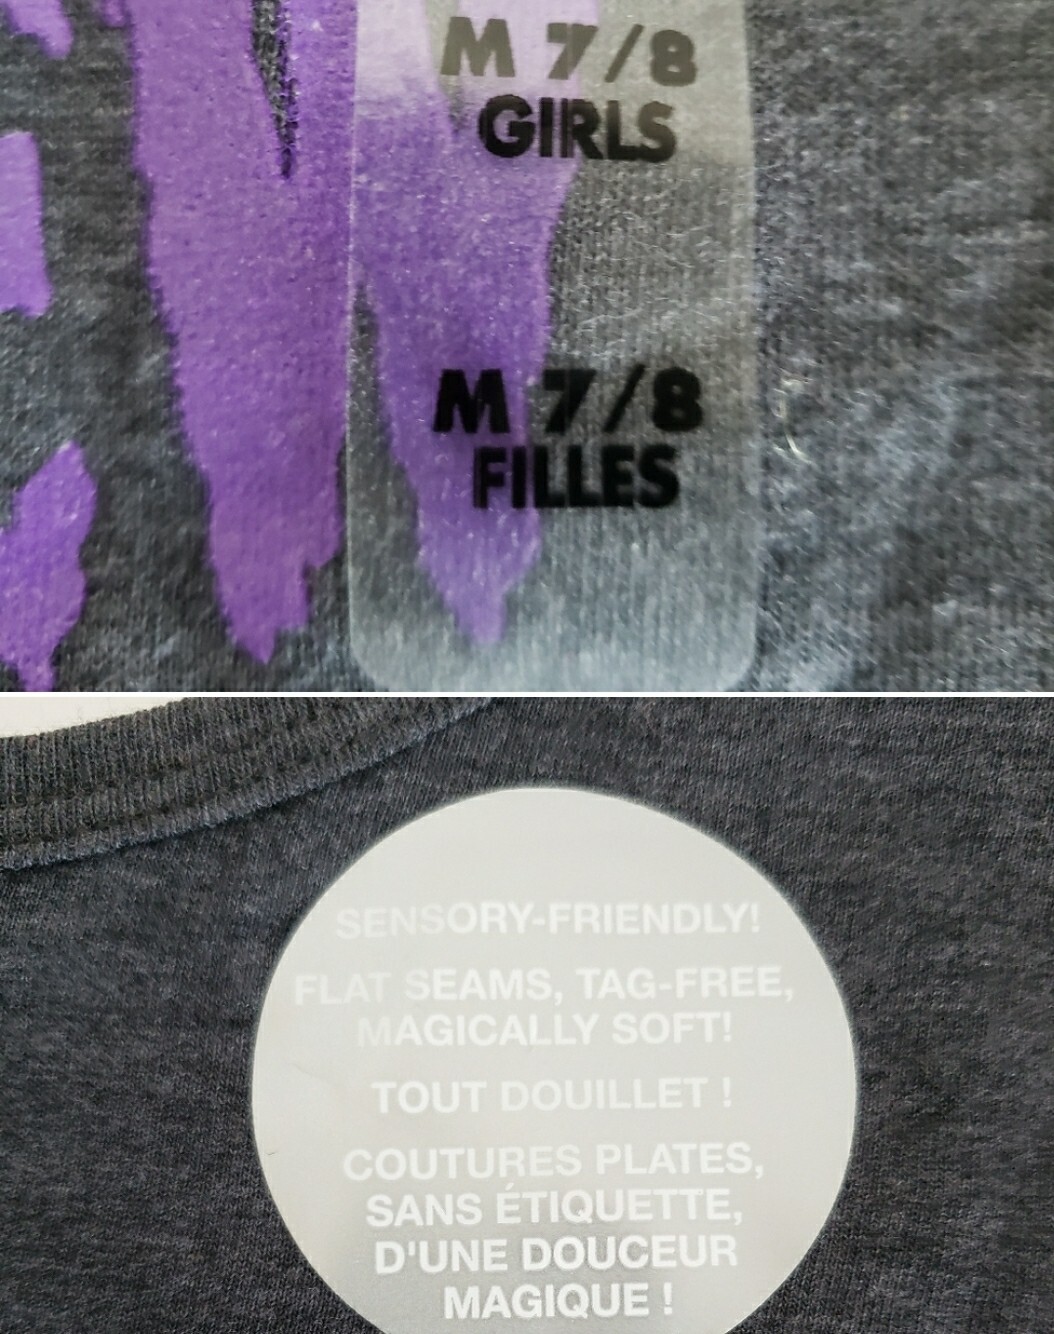 M 7/8
GIRLS
M 7/8
FILLES
SENSORY-FRIENDLY!
FLAT SEAMS, TAG-FREE,
MAGICALLY SOFT!
TOUT DOUILLET !
COUTURES PLATES,
SANS ÉTIQUETTE,
D'UNE DOUCEUR
MAGIQUE !